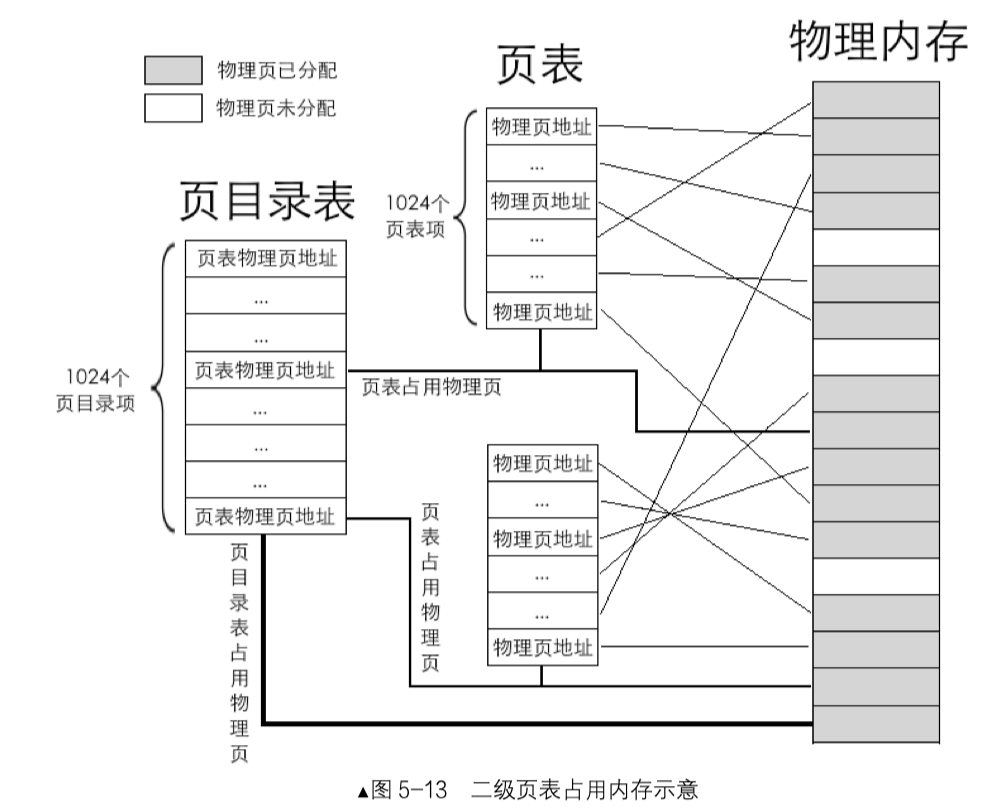 物理内存
页表
物理页已分配
物理页未分配
页目录表
1024个
页表项
物理页地址
...
物理页地址
...
...
物理页地址
页表物理页地址
...
...
页表物理页地址
...
...
...
页表物理页地址
1024个
页目录项
页表占用物理页
物理页地址
...
物理页地址
...
...
物理页地址
页表占用物理页
页目录表占用物理页
▲图 5-13 二级页表占用内存示意